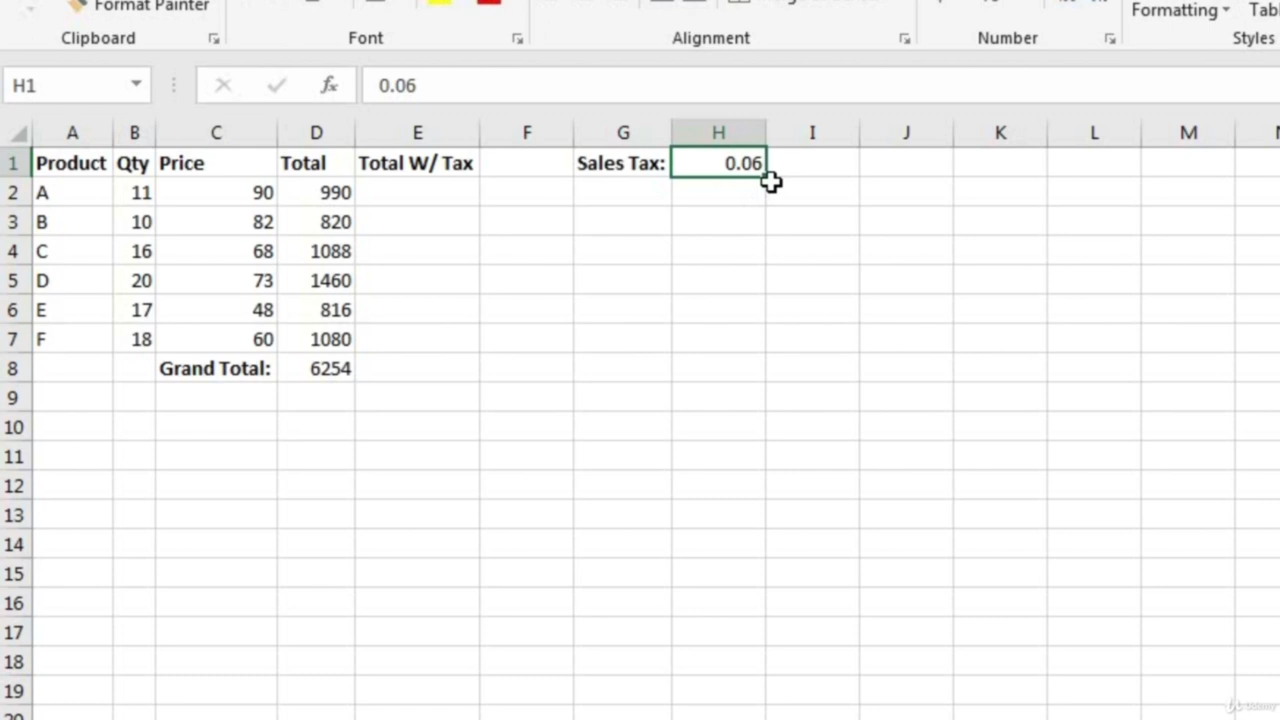 Format Painter
Formatting
Clipboard Font Alignment Number Styles
H1 fx 0.06
A B C D E F G H I J K L M
1 Product Qty Price Total Total W/ Tax Sales Tax: 0.06
2 A 11 90 990
3 B 10 82 820
4 C 16 68 1088
5 D 20 73 1460
6 E 17 48 816
7 F 18 60 1080
8 Grand Total: 6254
9
10
11
12
13
14
15
16
17
18
19
Udemy